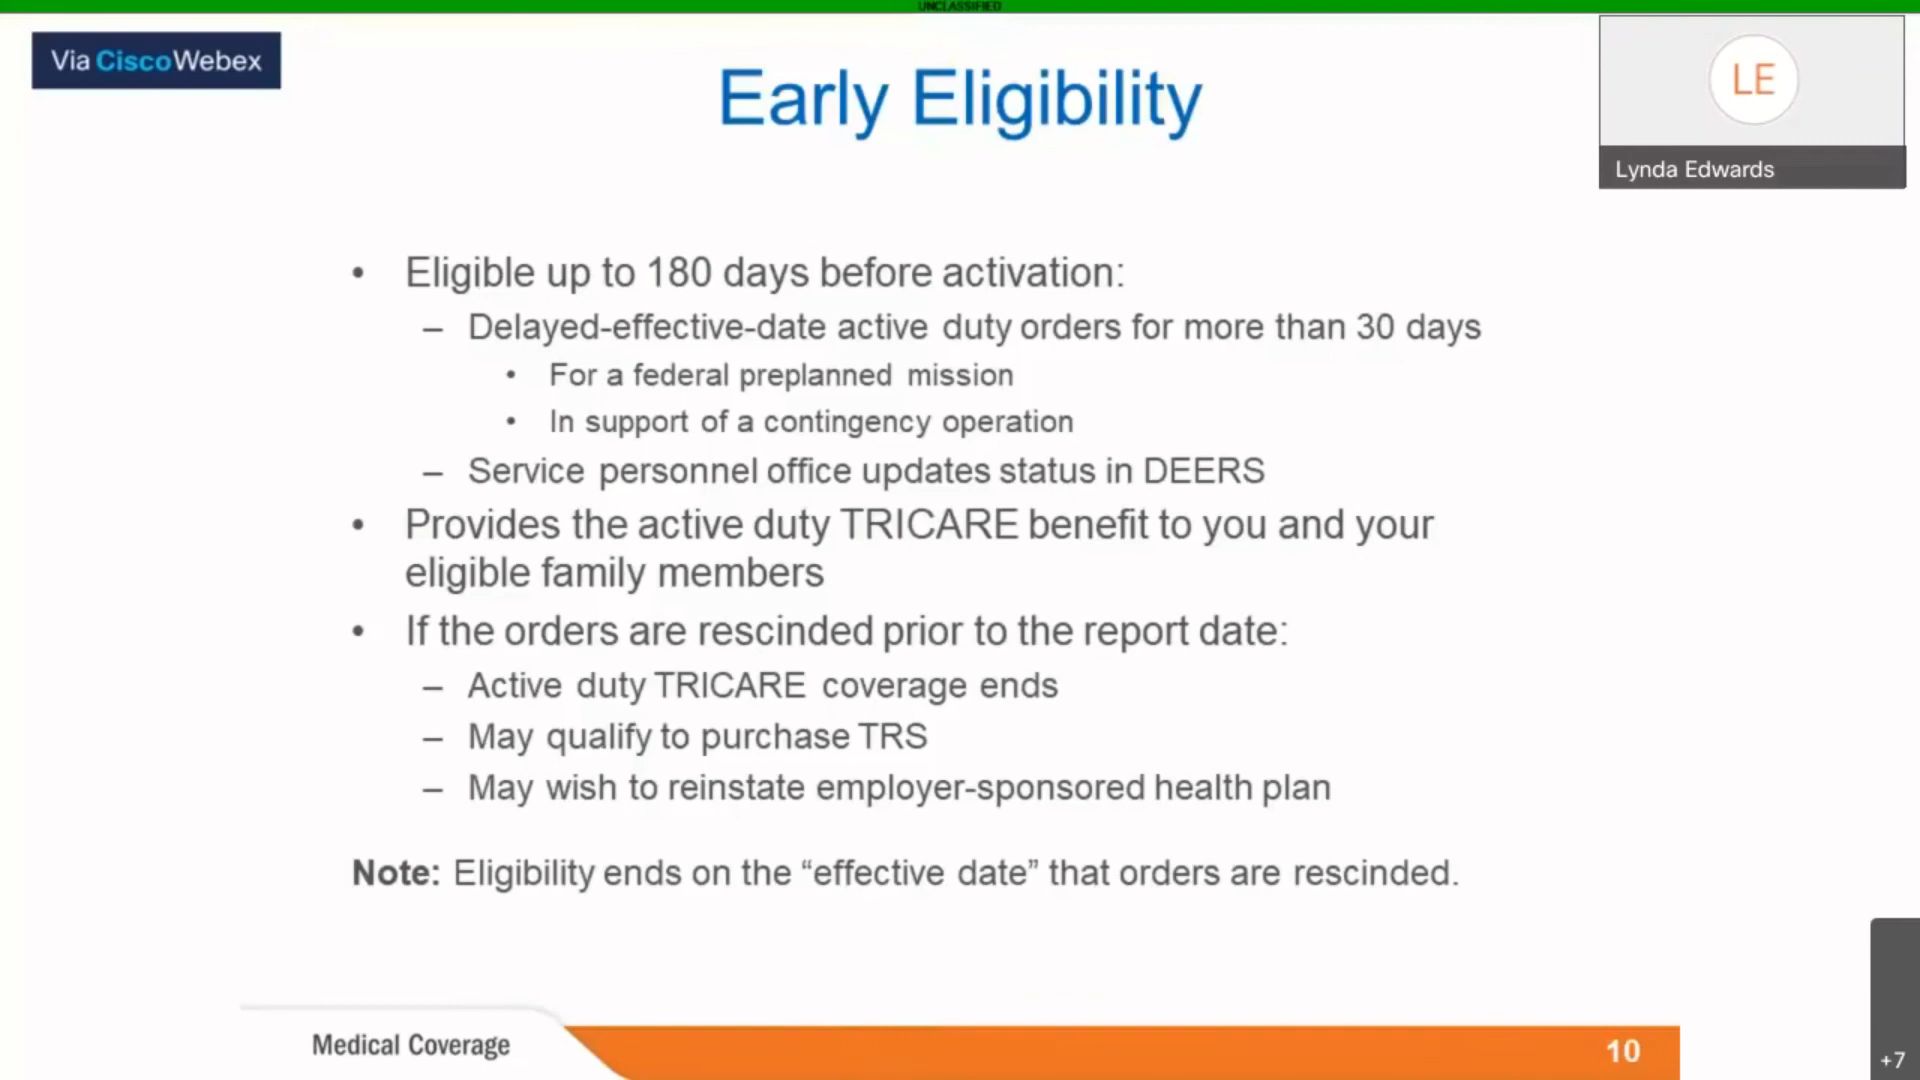 UNCLASSIFIED
Via CiscoWebex
Early Eligibility
LE
Lynda Edwards
• Eligible up to 180 days before activation:
– Delayed-effective-date active duty orders for more than 30 days
• For a federal preplanned mission
• In support of a contingency operation
– Service personnel office updates status in DEERS
• Provides the active duty TRICARE benefit to you and your
eligible family members
• If the orders are rescinded prior to the report date:
– Active duty TRICARE coverage ends
– May qualify to purchase TRS
– May wish to reinstate employer-sponsored health plan
Note: Eligibility ends on the “effective date” that orders are rescinded.
Medical Coverage
10
+7